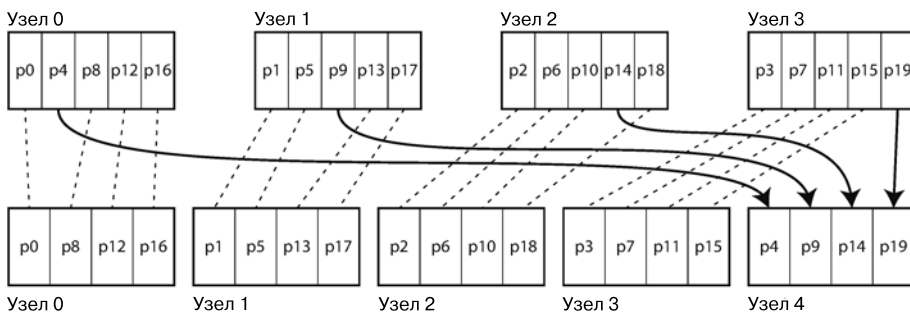 Узел 0 Узел 1 Узел 2 Узел 3
p0 p4 p8 p12 p16 p1 p5 p9 p13 p17 p2 p6 p10 p14 p18 p3 p7 p11 p15 p19
p0 p8 p12 p16 p1 p5 p13 p17 p2 p6 p10 p18 p3 p7 p11 p15 p4 p9 p14 p19
Узел 0 Узел 1 Узел 2 Узел 3 Узел 4